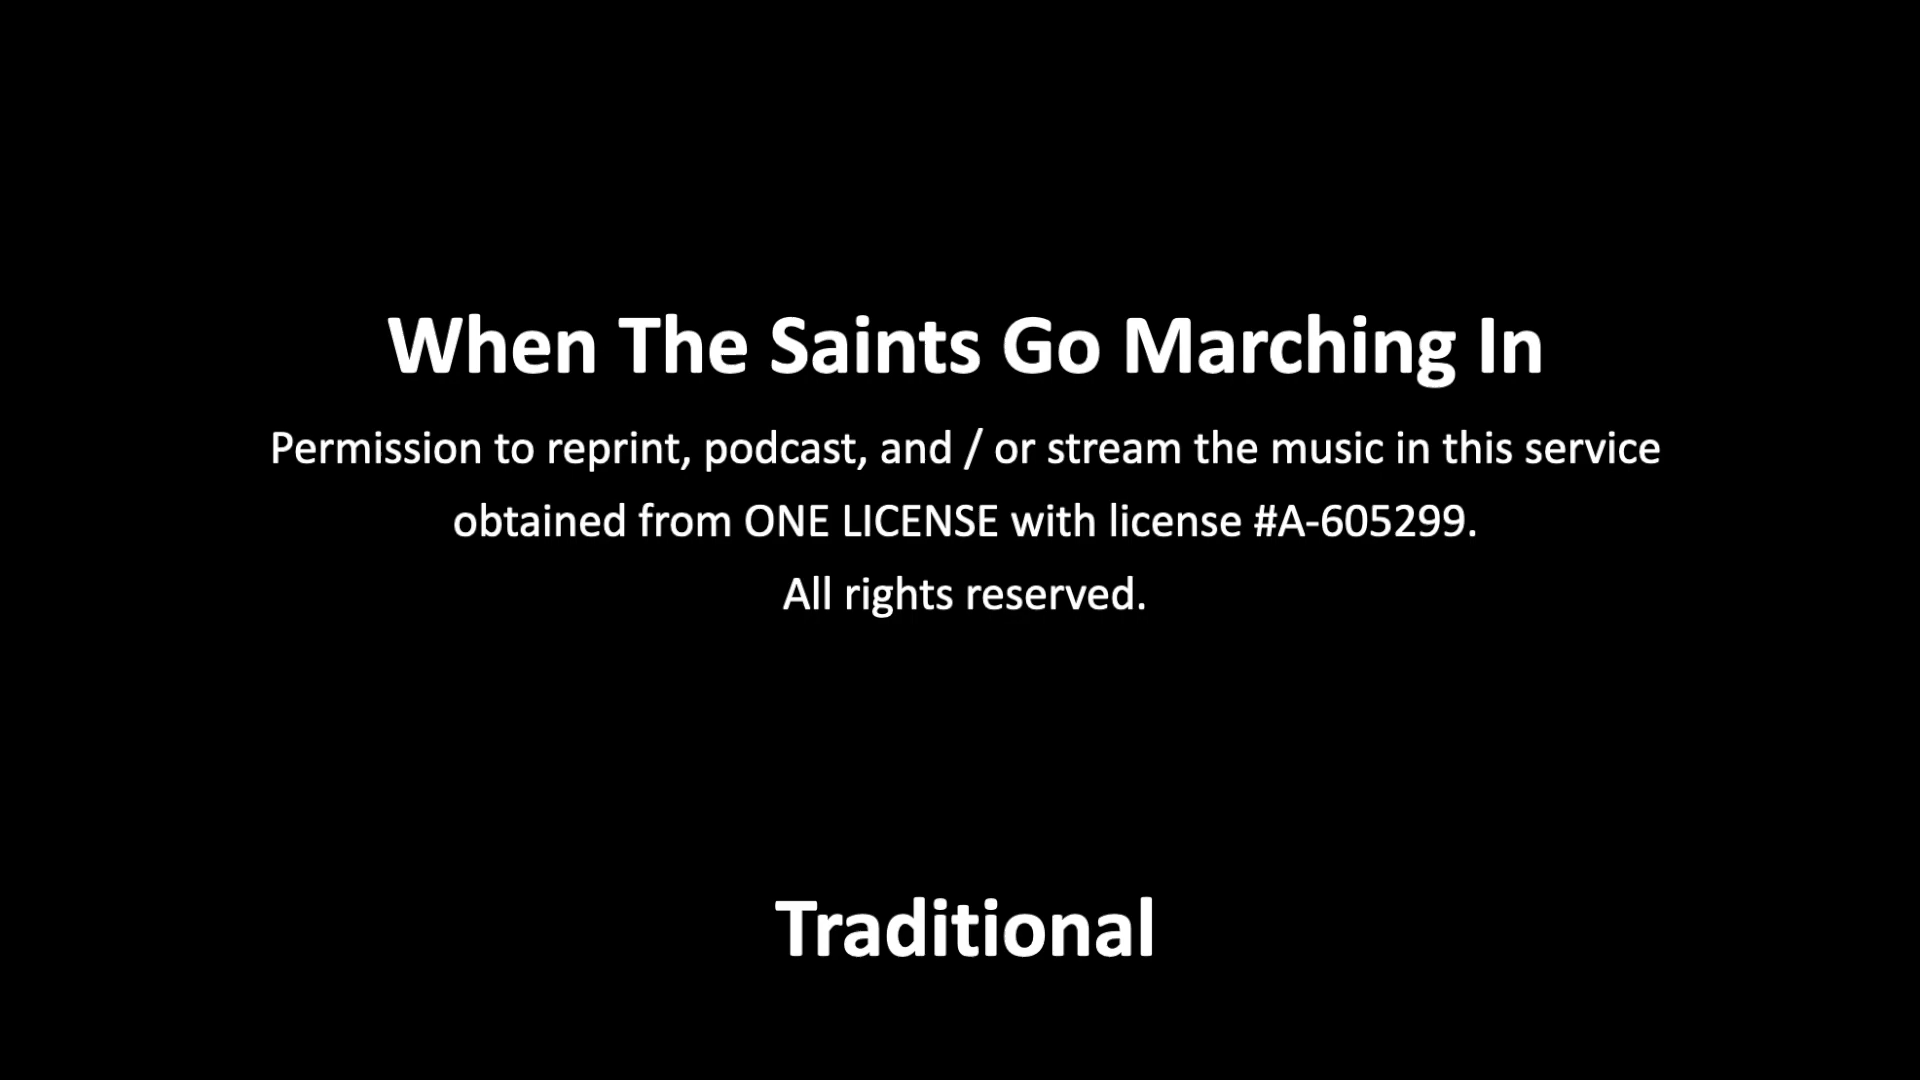 When The Saints Go Marching In
Permission to reprint, podcast, and / or stream the music in this service
obtained from ONE LICENSE with license #A-605299.
All rights reserved.
Traditional